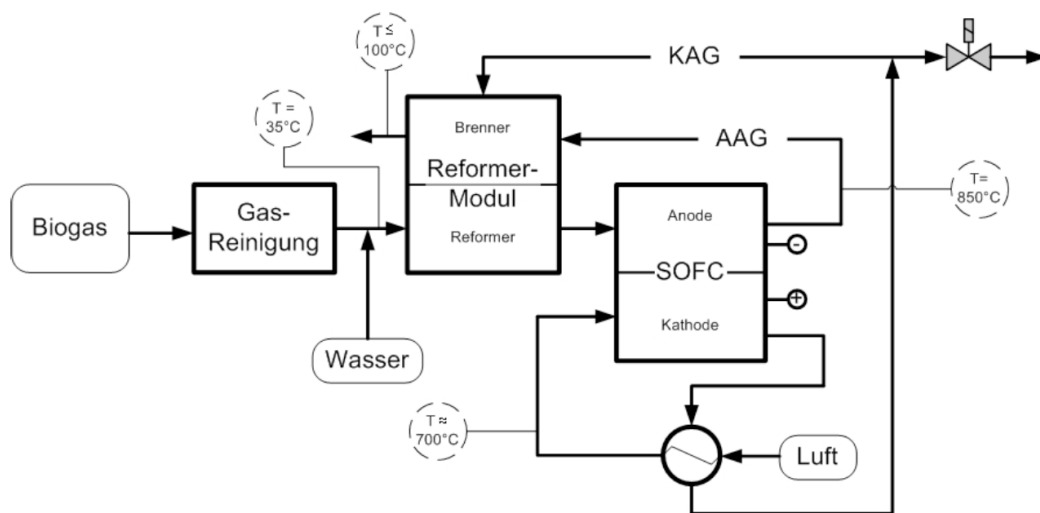 T ≤
100°C
KAG
T =
35°C
Brenner
AAG
Reformer-
Modul
T=
850°C
Biogas
Gas-
Reinigung
Reformer
Anode
-
SOFC
+
Kathode
Wasser
T ≈
700°C
Luft